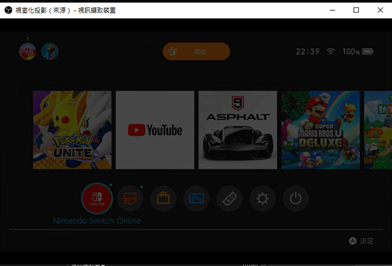 視窗化投影（來源）- 視訊擷取裝置
22:39
100%
POKÉMON
UNITE
YouTube
9
ASPHALT
NEW
SUPER
MARIO BROS.U
DELUXE
ONLINE
Nintendo Switch Online
A 決定